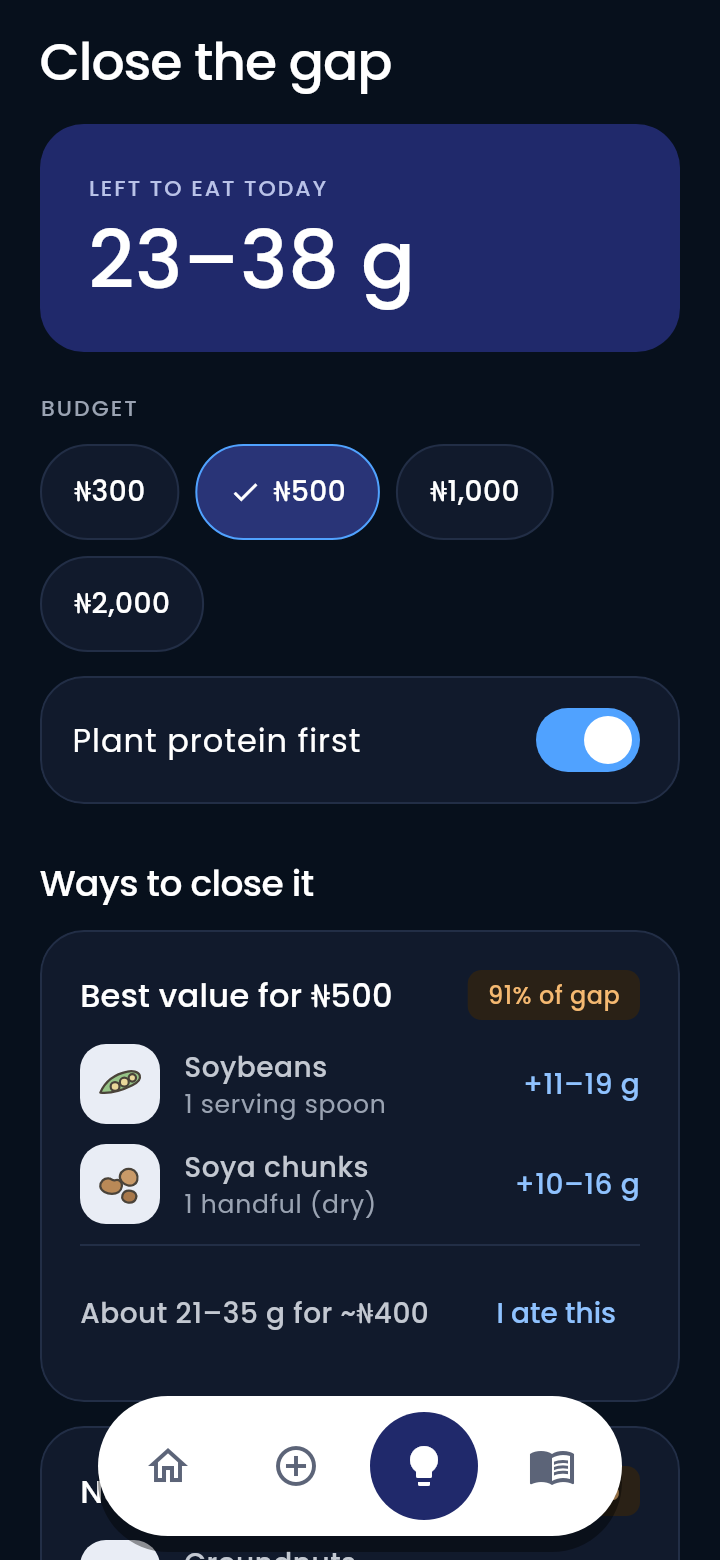 Close the gap
LEFT TO EAT TODAY
23–38 g
BUDGET
₦300
₦500
₦1,000
₦2,000
Plant protein first
Ways to close it
Best value for ₦500
91% of gap
Soybeans
1 serving spoon
+11–19 g
Soya chunks
1 handful (dry)
+10–16 g
About 21–35 g for ~₦400
I ate this
Groundnuts